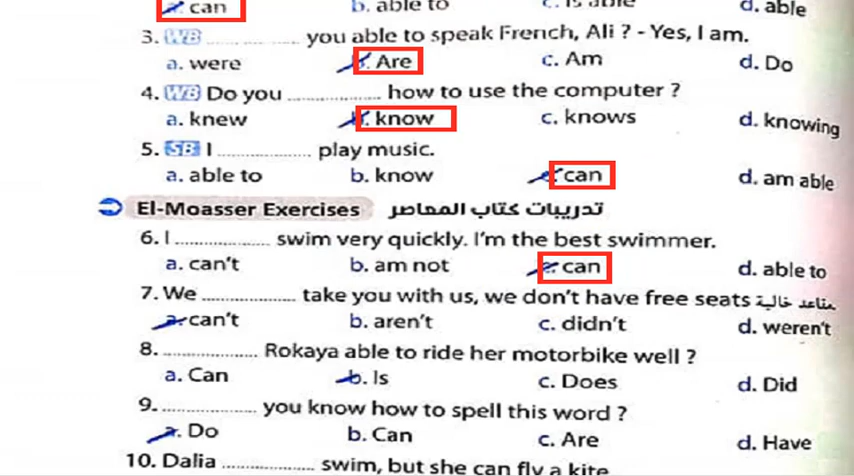 a. can b. able to c. is able d. able
3. WB .................. you able to speak French, Ali ? - Yes, I am.
a. were b. Are c. Am d. Do
4. WB Do you .................. how to use the computer ?
a. knew b. know c. knows d. knowing
5. SB I .................. play music.
a. able to b. know c. can d. am able
El-Moasser Exercises تدريبات كتاب المعاصر
6. I .................. swim very quickly. I'm the best swimmer.
a. can't b. am not c. can d. able to
7. We .................. take you with us, we don't have free seats مقاعد خالية
a. can't b. aren't c. didn't d. weren't
8. .................. Rokaya able to ride her motorbike well ?
a. Can b. Is c. Does d. Did
9. .................. you know how to spell this word ?
a. Do b. Can c. Are d. Have
10. Dalia .................. swim, but she can fly a kite